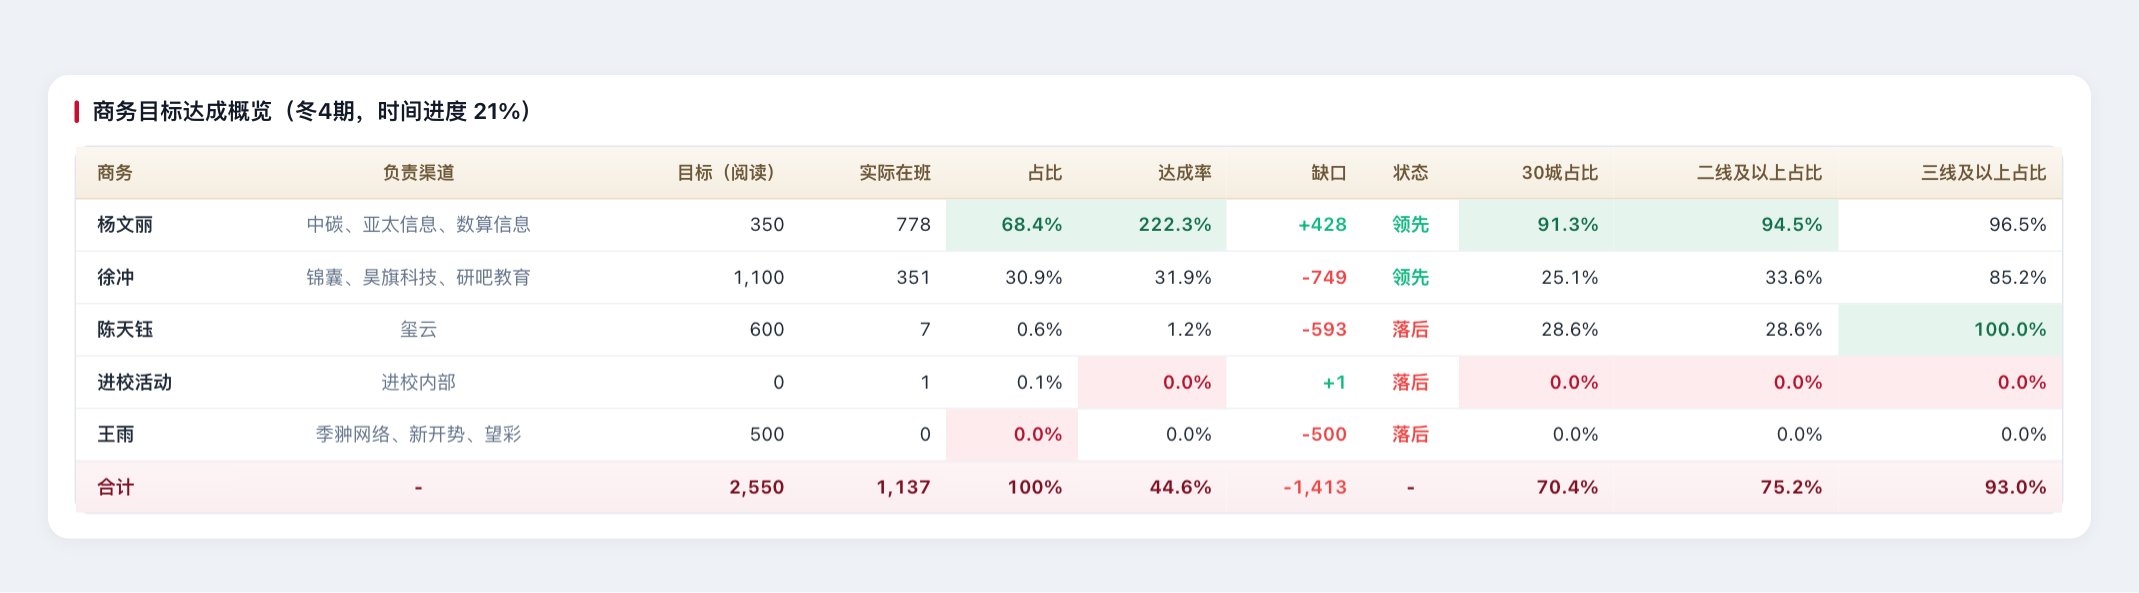 商务目标达成概览（冬4期，时间进度 21%）
商务 负责渠道 目标（阅读） 实际在班 占比 达成率 缺口 状态 30城占比 二线及以上占比 三线及以上占比
杨文丽 中碳、亚太信息、数算信息 350 778 68.4% 222.3% +428 领先 91.3% 94.5% 96.5%
徐冲 锦囊、昊旗科技、研吧教育 1,100 351 30.9% 31.9% -749 领先 25.1% 33.6% 85.2%
陈天钰 玺云 600 7 0.6% 1.2% -593 落后 28.6% 28.6% 100.0%
进校活动 进校内部 0 1 0.1% 0.0% +1 落后 0.0% 0.0% 0.0%
王雨 季翀网络、新开势、望彩 500 0 0.0% 0.0% -500 落后 0.0% 0.0% 0.0%
合计 - 2,550 1,137 100% 44.6% -1,413 - 70.4% 75.2% 93.0%